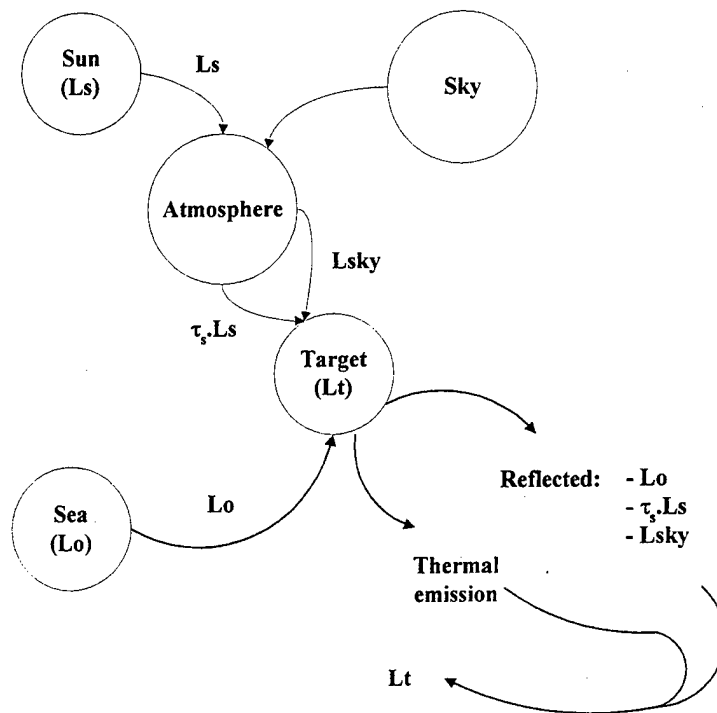 Sun
(Ls)
Ls
Sky
Atmosphere
Lsky
τs.Ls
Target
(Lt)
Reflected: - Lo
- τs.Ls
- Lsky
Sea
(Lo)
Lo
Thermal
emission
Lt